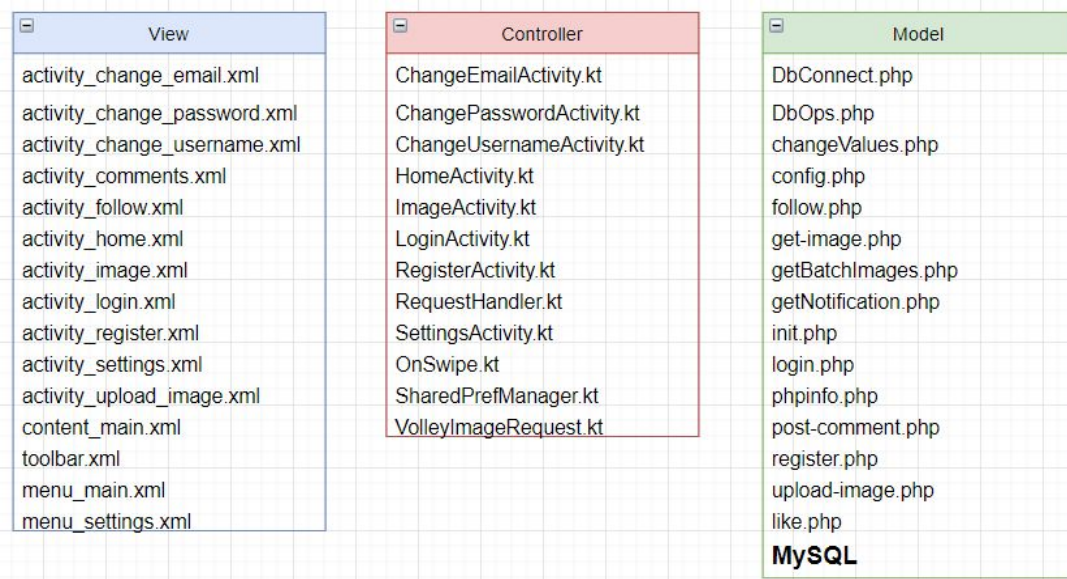 View
activity_change_email.xml
activity_change_password.xml
activity_change_username.xml
activity_comments.xml
activity_follow.xml
activity_home.xml
activity_image.xml
activity_login.xml
activity_register.xml
activity_settings.xml
activity_upload_image.xml
content_main.xml
toolbar.xml
menu_main.xml
menu_settings.xml
Controller
ChangeEmailActivity.kt
ChangePasswordActivity.kt
ChangeUsernameActivity.kt
HomeActivity.kt
ImageActivity.kt
LoginActivity.kt
RegisterActivity.kt
RequestHandler.kt
SettingsActivity.kt
OnSwipe.kt
SharedPrefManager.kt
VolleyImageRequest.kt
Model
DbConnect.php
DbOps.php
changeValues.php
config.php
follow.php
get-image.php
getBatchImages.php
getNotification.php
init.php
login.php
phpinfo.php
post-comment.php
register.php
upload-image.php
like.php
MySQL